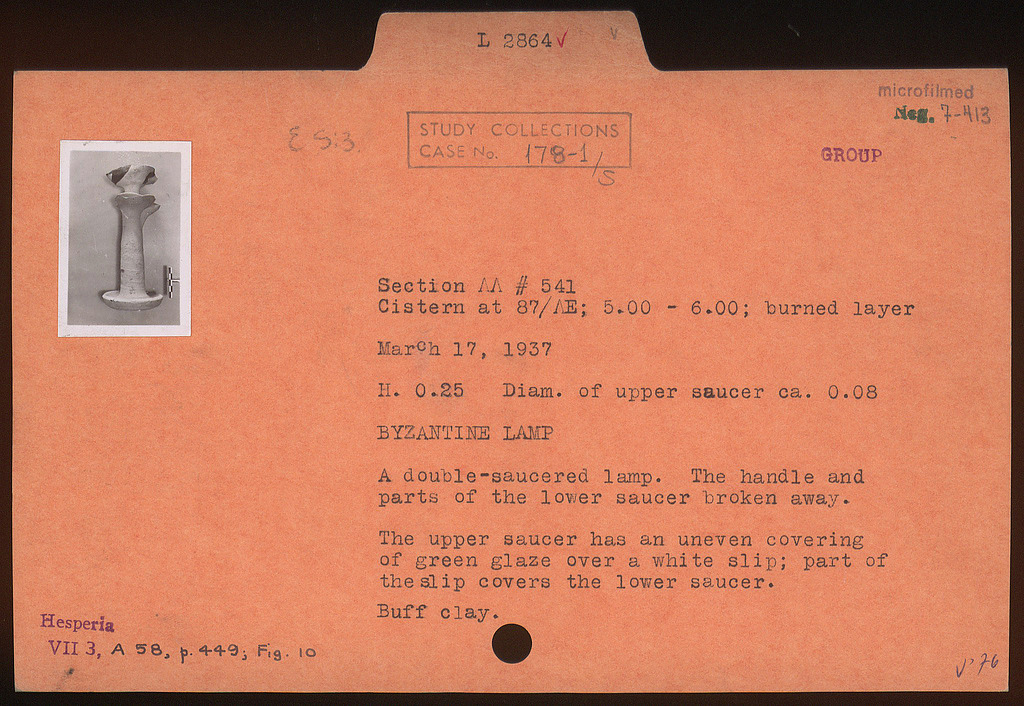 L 2864 ✓ v
microfilmed
Neg. 7-413
STUDY COLLECTIONS
CASE No. 178-1/S
GROUP
Section ΛΛ # 541
Cistern at 87/ΛE; 5.00 - 6.00; burned layer
March 17, 1937
H. 0.25 Diam. of upper saucer ca. 0.08
BYZANTINE LAMP
A double-saucered lamp. The handle and
parts of the lower saucer broken away.
The upper saucer has an uneven covering
of green glaze over a white slip; part of
the slip covers the lower saucer.
Buff clay.
Hesperia
VII 3, A 58, p. 449; Fig. 10